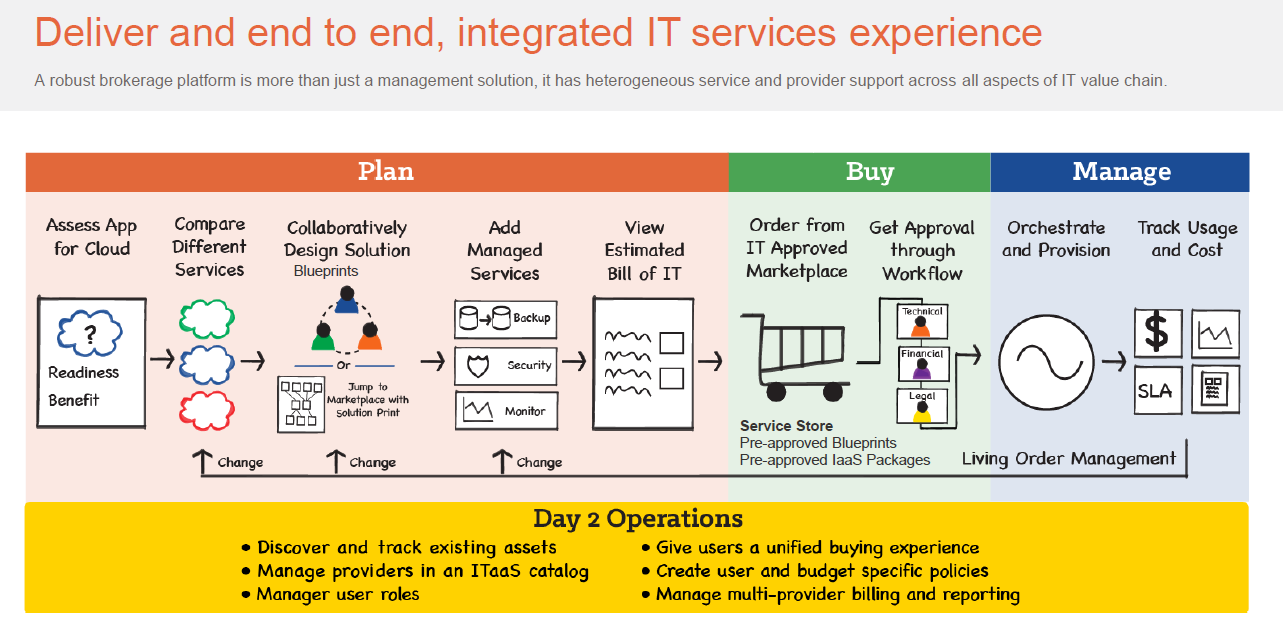 Deliver and end to end, integrated IT services experience
A robust brokerage platform is more than just a management solution, it has heterogeneous service and provider support across all aspects of IT value chain.
Plan
Assess App
for Cloud
?
Readiness
Benefit
Compare
Different
Services
Collaboratively
Design Solution
Blueprints
Or
Jump to
Marketplace with
Solution Print
Add
Managed
Services
Backup
Security
Monitor
View
Estimated
Bill of IT
Buy
Order from
IT Approved
Marketplace
Service Store
Pre-approved Blueprints
Pre-approved IaaS Packages
Get Approval
through
Workflow
Technical
Financial
Legal
Manage
Orchestrate
and Provision
Track Usage
and Cost
$
SLA
Change
Change
Change
Living Order Management
Day 2 Operations
• Discover and track existing assets
• Manage providers in an ITaaS catalog
• Manager user roles
• Give users a unified buying experience
• Create user and budget specific policies
• Manage multi-provider billing and reporting